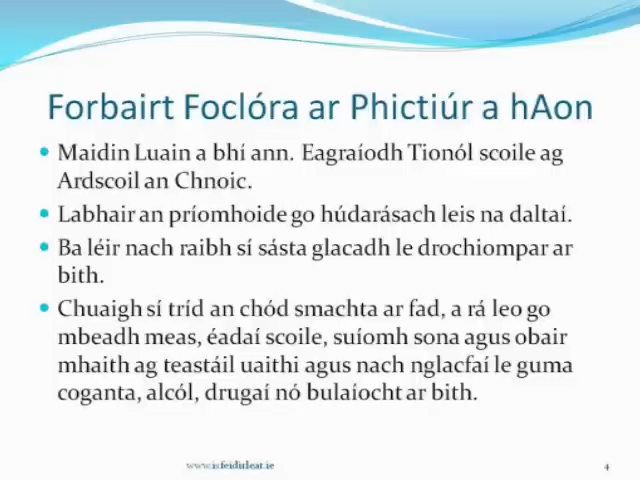 Forbairt Foclóra ar Phictiúr a hAon
• Maidin Luain a bhí ann. Eagraíodh Tionól scoile ag
Ardscoil an Chnoic.
• Labhair an príomhoide go húdarásach leis na daltaí.
• Ba léir nach raibh sí sásta glacadh le drochiompar ar
bith.
• Chuaigh sí tríd an chód smachta ar fad, a rá leo go
mbeadh meas, éadaí scoile, suíomh sona agus obair
mhaith ag teastáil uaithi agus nach nglacfaí le guma
coganta, alcól, drugaí nó bulaíocht ar bith.
www.isfeidirleat.ie
4